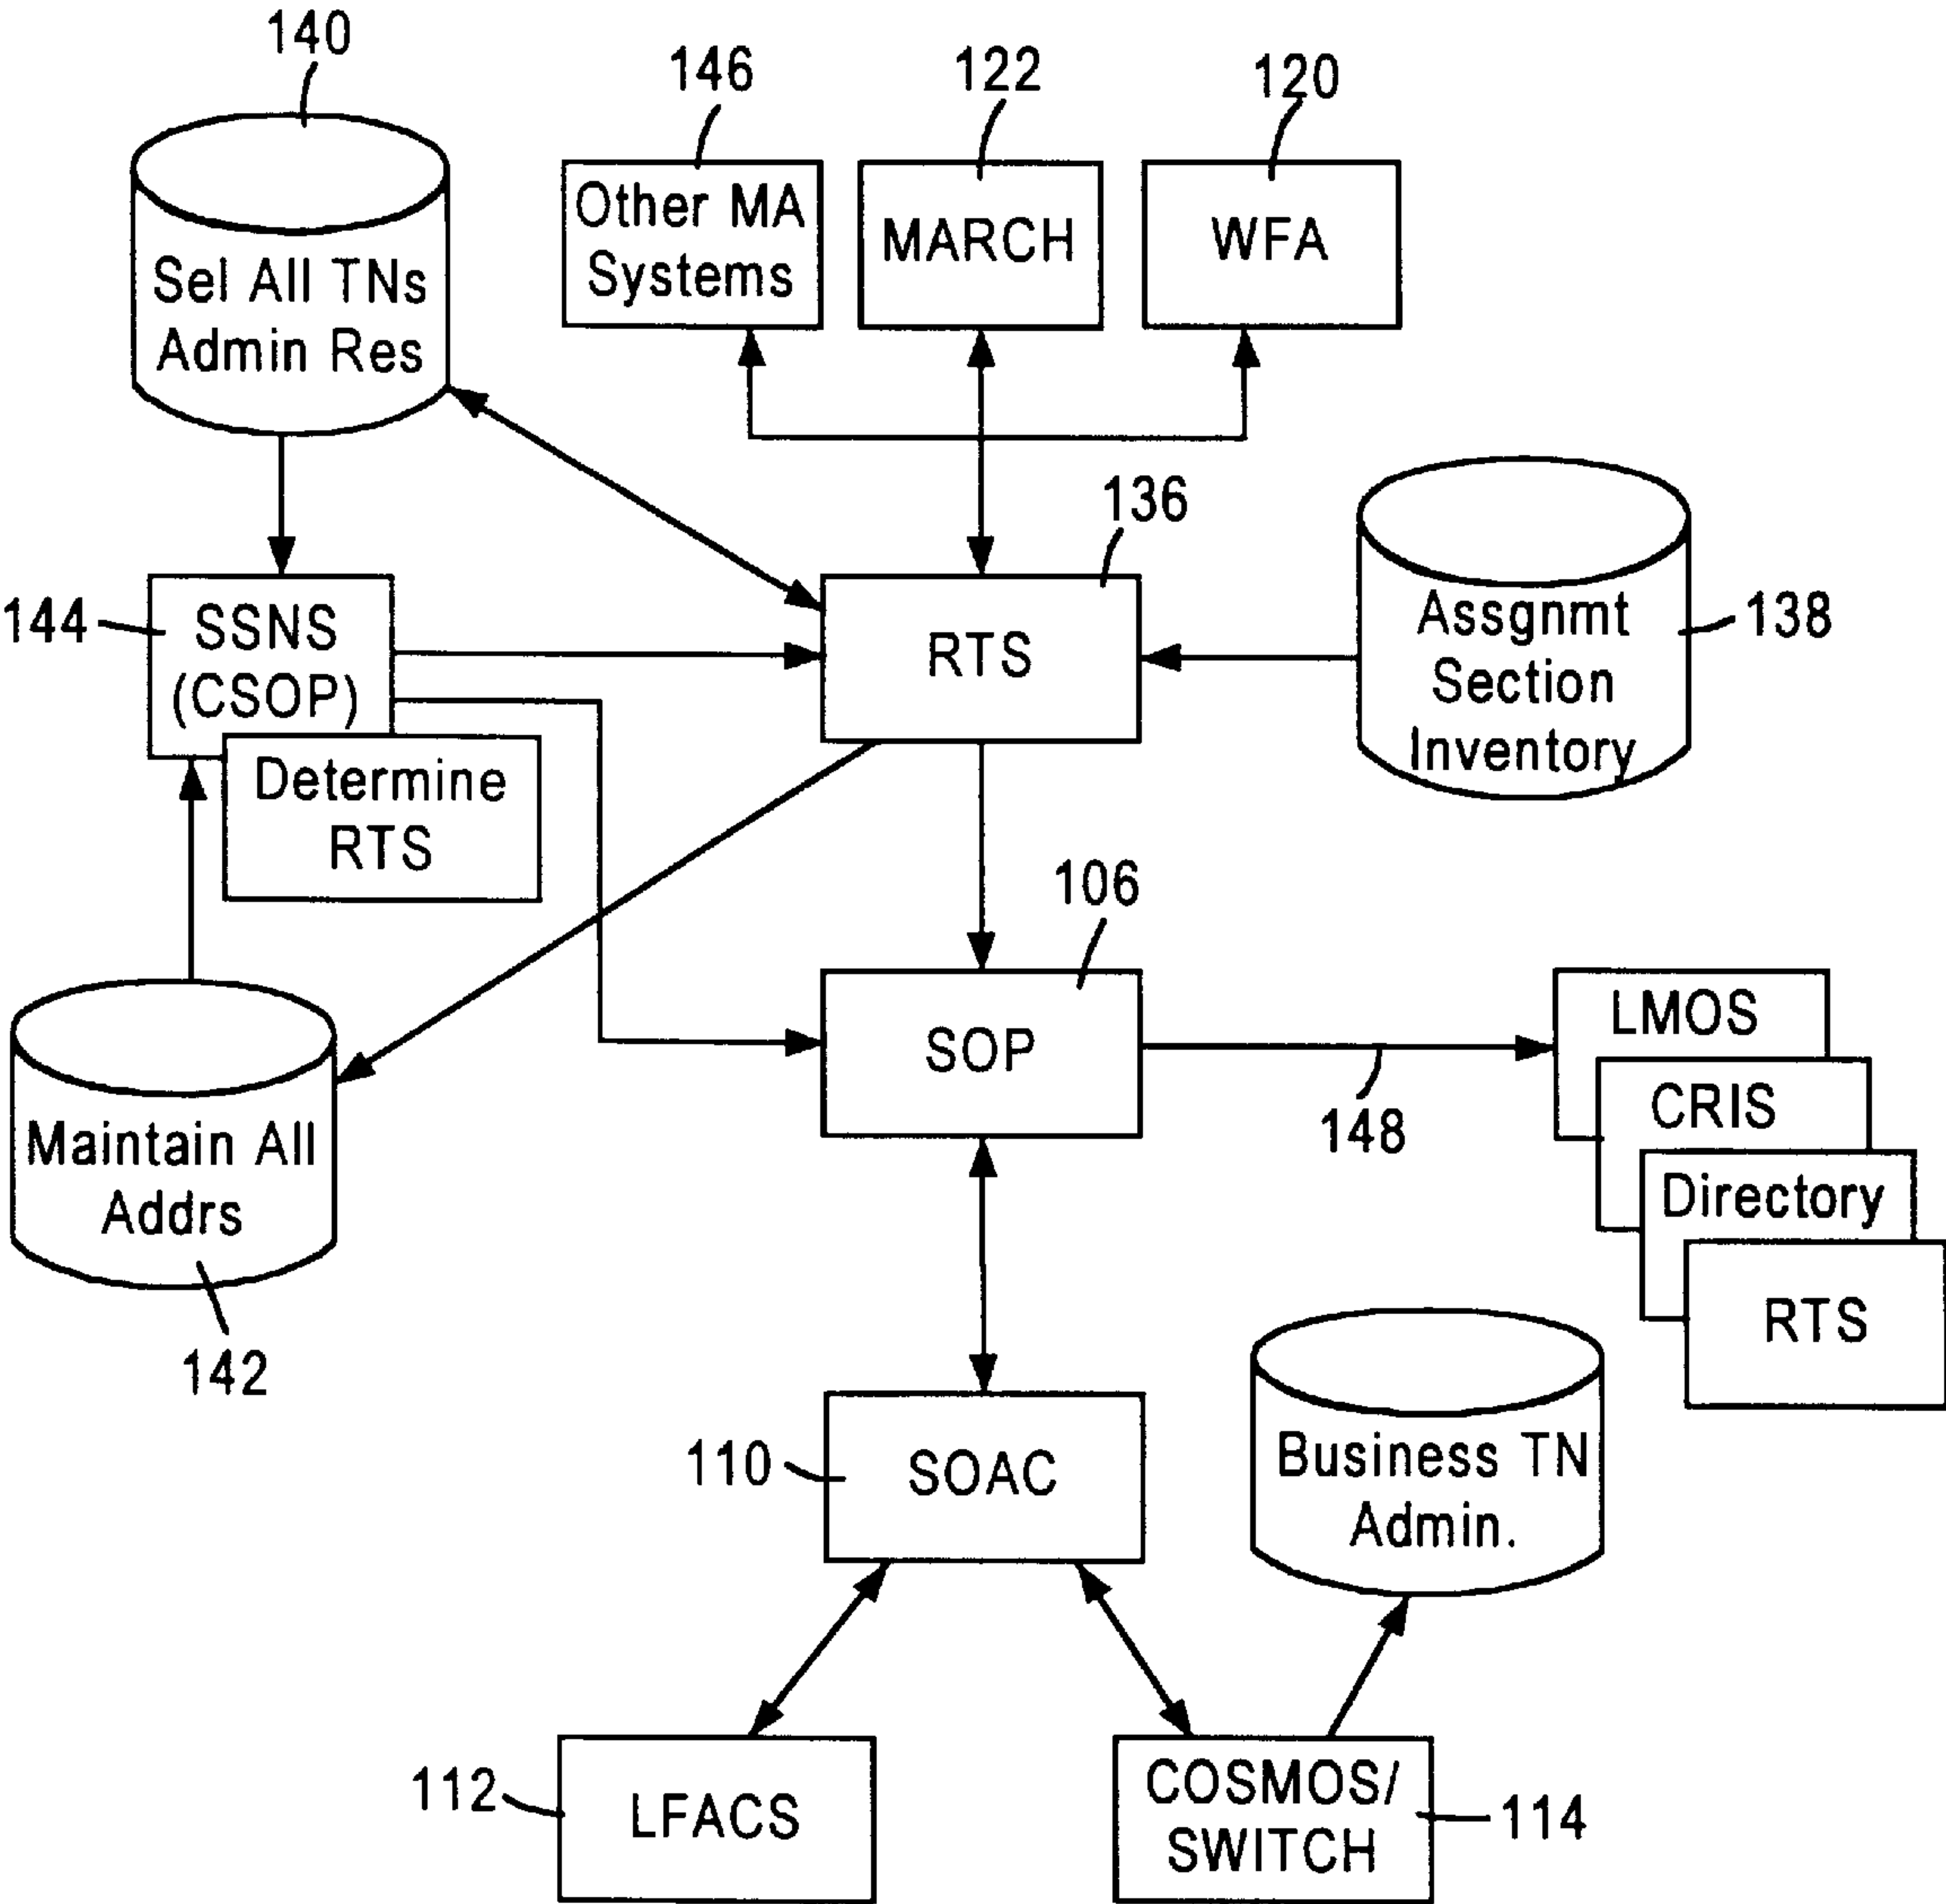 140
146
122
120
Other MA
Systems
MARCH
WFA
Sel All TNs
Admin Res
136
144
SSNS
(CSOP)
RTS
Assgnmt
Section
Inventory
138
Determine
RTS
106
SOP
148
LMOS
CRIS
Directory
RTS
Maintain All
Addrs
142
110
SOAC
Business TN
Admin.
112
LFACS
COSMOS/
SWITCH
114